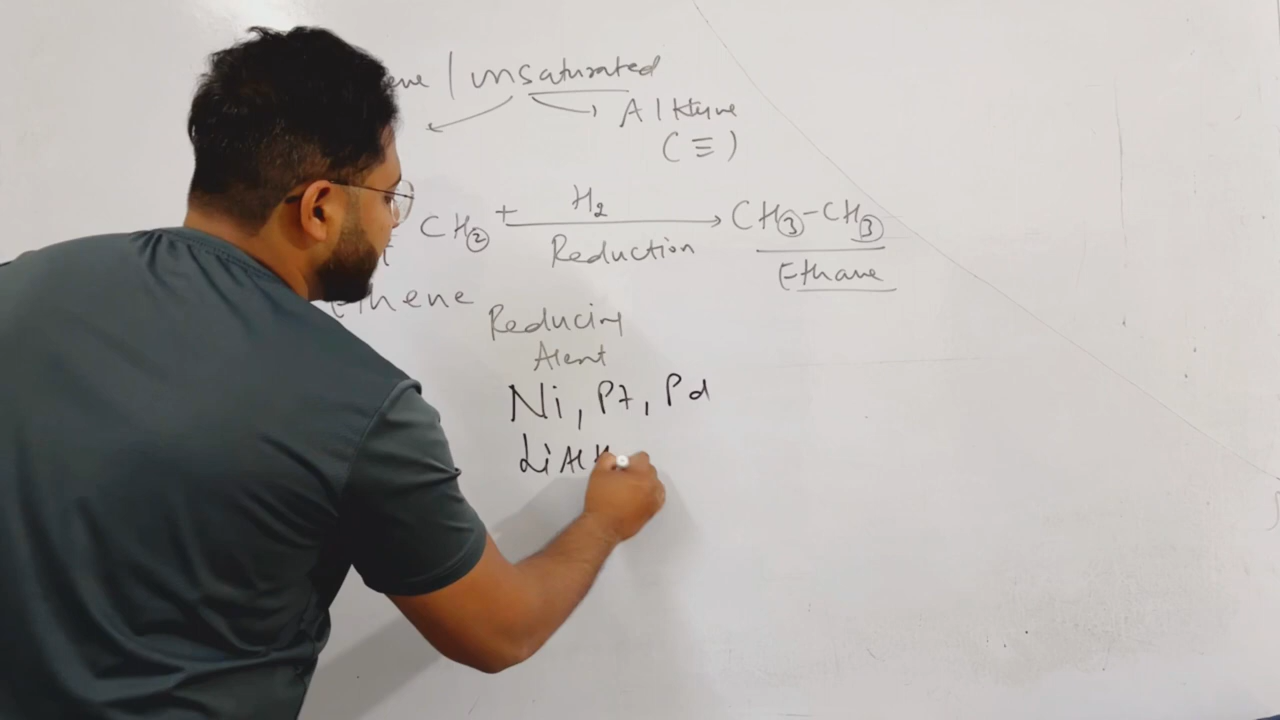 ene / Unsaturated
Alkyne
(≡)
CH2 + H2 → CH3-CH3
Reduction
Ethane
Ethene
Reducing
Agent
Ni, Pt, Pd
LiAlH